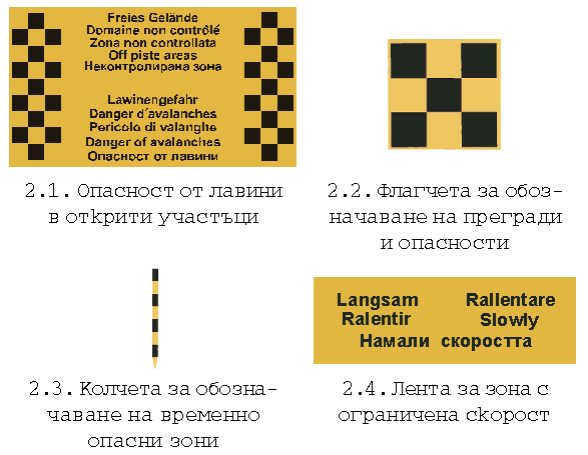 Freies Gelände
Domaine non contrôlé
Zona non controllata
Off piste areas
Неконтролирана зона
Lawinengefahr
Danger d´avalanches
Pericolo di valanghe
Danger of avalanches
Опасност от лавини
2.1. Опасност от лавини
в открити участъци
2.2. Флагчета за обоз-
начаване на прегради
и опасности
2.3. Колчета за обозна-
чаване на временно
опасни зони
Langsam Rallentare
Ralentir Slowly
Намали скоростта
2.4. Лента за зона с
ограничена скорост